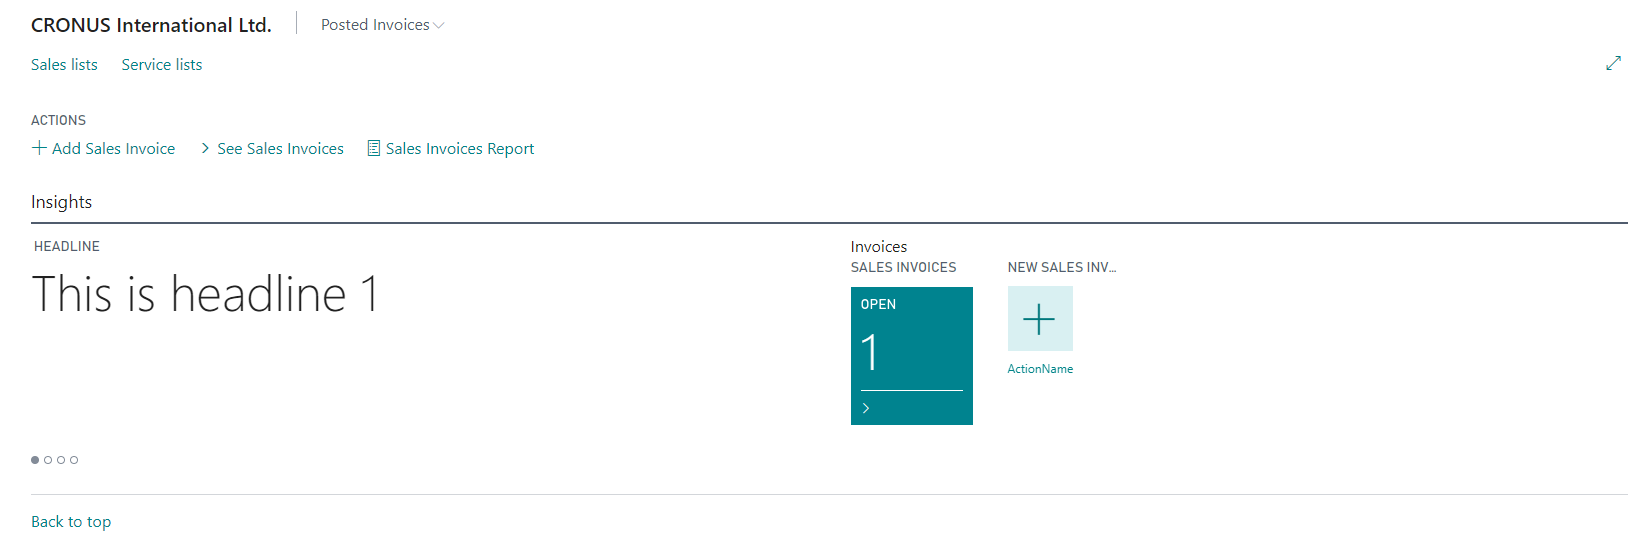 CRONUS International Ltd. Posted Invoices
Sales lists Service lists
ACTIONS
Add Sales Invoice See Sales Invoices Sales Invoices Report
Insights
HEADLINE
This is headline 1
Invoices
SALES INVOICES NEW SALES INV...
OPEN
1
ActionName
Back to top